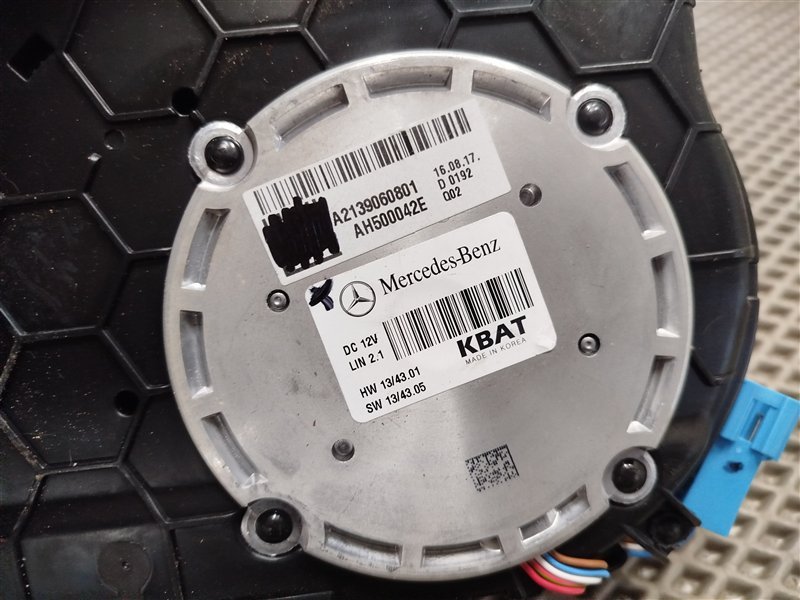 A2139060801
AH500042E
16.08.17.
D 0192
Q02
Mercedes-Benz
DC 12V
LIN 2.1
KBAT
MADE IN KOREA
HW 13/43.01
SW 13/43.05